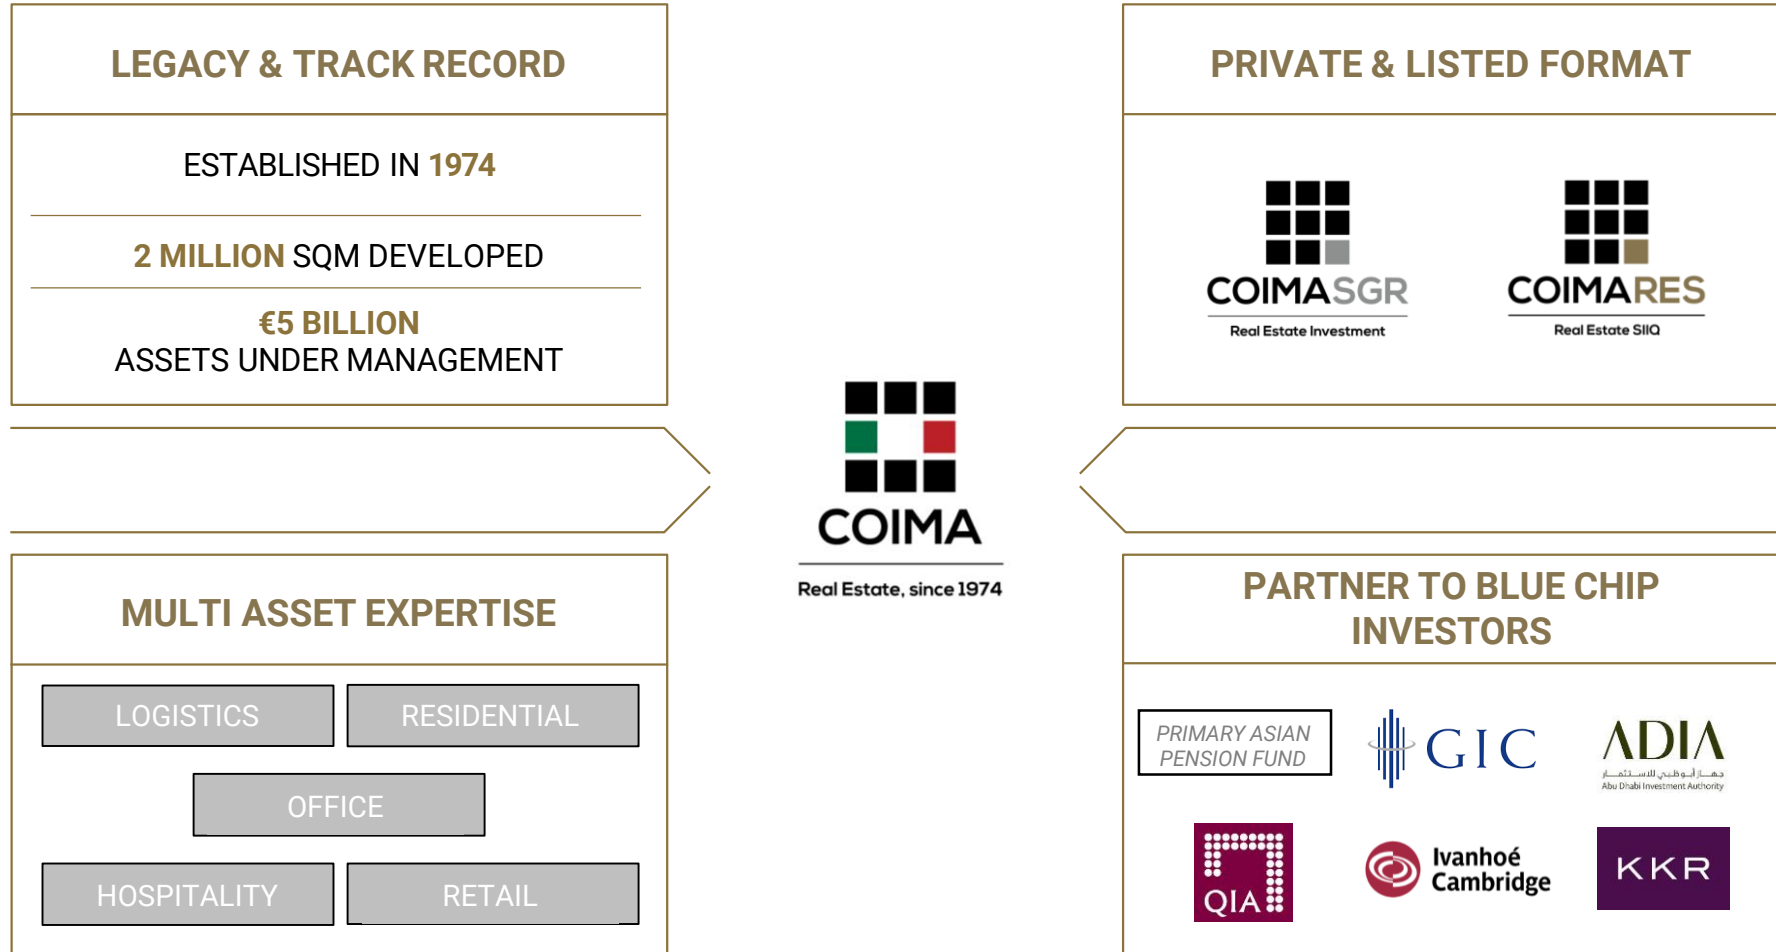 LEGACY & TRACK RECORD
ESTABLISHED IN 1974
2 MILLION SQM DEVELOPED
€5 BILLION
ASSETS UNDER MANAGEMENT
PRIVATE & LISTED FORMAT
COIMASGR
Real Estate Investment
COIMARES
Real Estate SIIQ
COIMA
Real Estate, since 1974
MULTI ASSET EXPERTISE
LOGISTICS
RESIDENTIAL
OFFICE
HOSPITALITY
RETAIL
PARTNER TO BLUE CHIP
INVESTORS
PRIMARY ASIAN
PENSION FUND
GIC
ADIA
جهـــاز أبـوظـبـي للاســـتـثـمـــار
Abu Dhabi Investment Authority
QIA
Ivanhoé
Cambridge
KKR